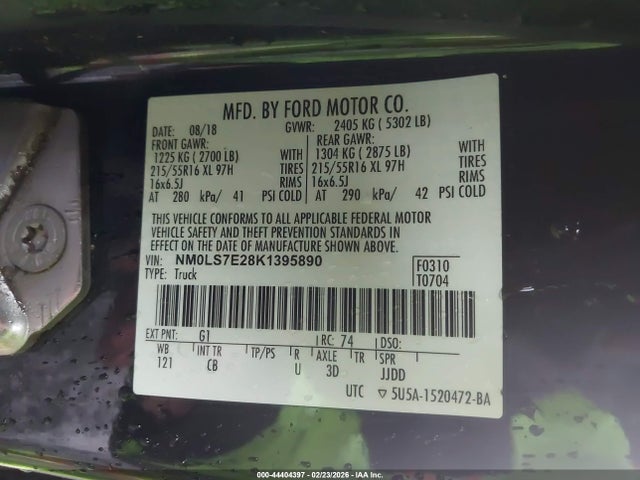 MFD. BY FORD MOTOR CO.
DATE: 08/18 GVWR: 2405 KG ( 5302 LB)
FRONT GAWR: REAR GAWR:
1225 KG ( 2700 LB) WITH 1304 KG ( 2875 LB) WITH
215/55R16 XL 97H TIRES 215/55R16 XL 97H TIRES
16x6.5J RIMS 16x6.5J RIMS
AT 280 kPa/ 41 PSI COLD AT 290 kPa/ 42 PSI COLD
THIS VEHICLE CONFORMS TO ALL APPLICABLE FEDERAL MOTOR
VEHICLE SAFETY AND THEFT PREVENTION STANDARDS IN
EFFECT ON THE DATE OF MANUFACTURE SHOWN ABOVE.
VIN: NM0LS7E28K1395890 F0310
TYPE: Truck T0704
EXT PNT: G1 RC: 74 DSO:
WB INT TR TP/PS R AXLE TR SPR
121 CB U 3D JJDD
UTC ▽ 5U5A-1520472-BA
000-44404397 - 02/23/2026 - IAA Inc.